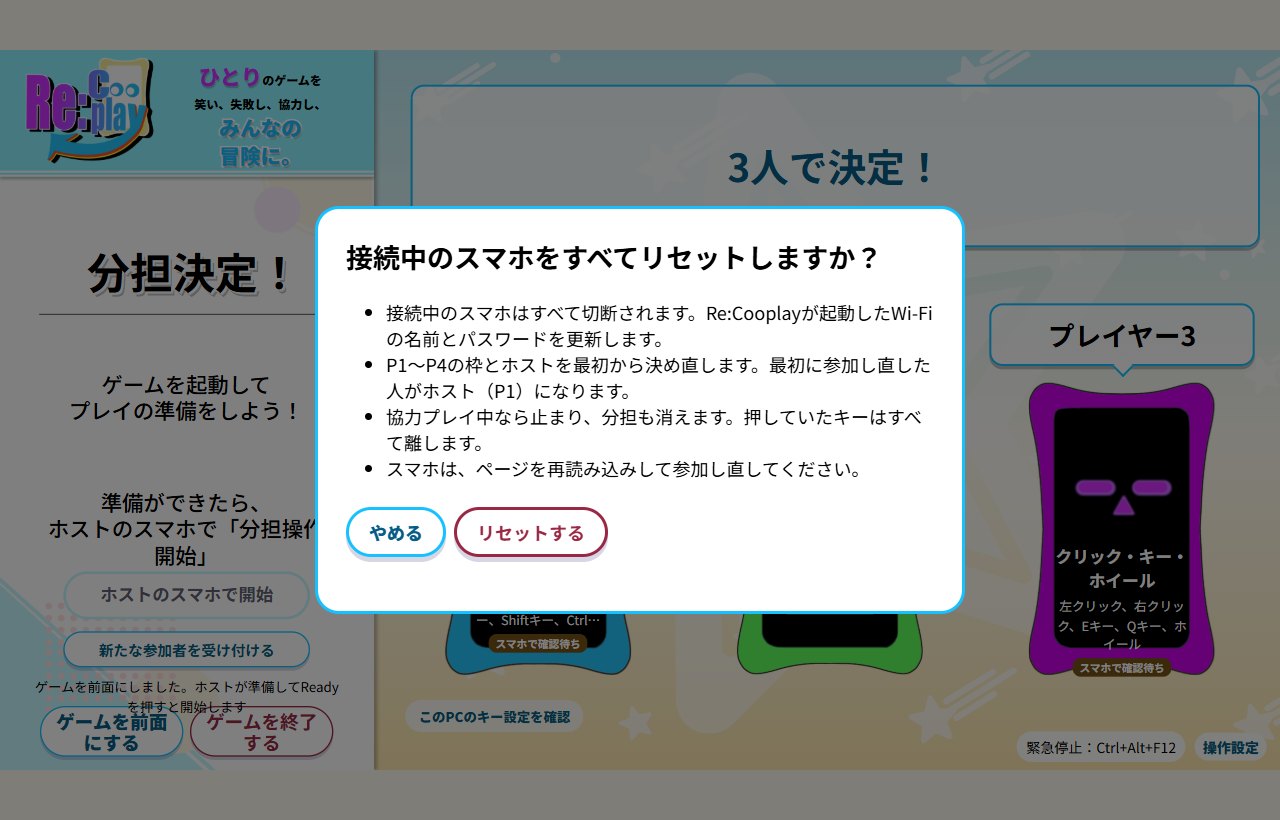 Re:Cooplay
ひとりのゲームを
笑い、失敗し、協力し、
みんなの
冒険に。
3人で決定！
分担決定！
ゲームを起動して
プレイの準備をしよう！
準備ができたら、
ホストのスマホで「分担操作
開始」
ホストのスマホで開始
新たな参加者を受け付ける
ゲームを前面にしました。ホストが準備してReady
を押すと開始します
ゲームを前面
にする
ゲームを終了
する
接続中のスマホをすべてリセットしますか？
接続中のスマホはすべて切断されます。Re:Cooplayが起動したWi-Fi
の名前とパスワードを更新します。
P1〜P4の枠とホストを最初から決め直します。最初に参加し直した
人がホスト（P1）になります。
協力プレイ中なら止まり、分担も消えます。押していたキーはすべ
て離します。
スマホは、ページを再読み込みして参加し直してください。
やめる
リセットする
プレイヤー3
クリック・キー・
ホイール
左クリック、右クリッ
ク、Eキー、Qキー、ホ
イール
スマホで確認待ち
ー、Shiftキー、Ctrl…
スマホで確認待ち
このPCのキー設定を確認
緊急停止：Ctrl+Alt+F12
操作設定